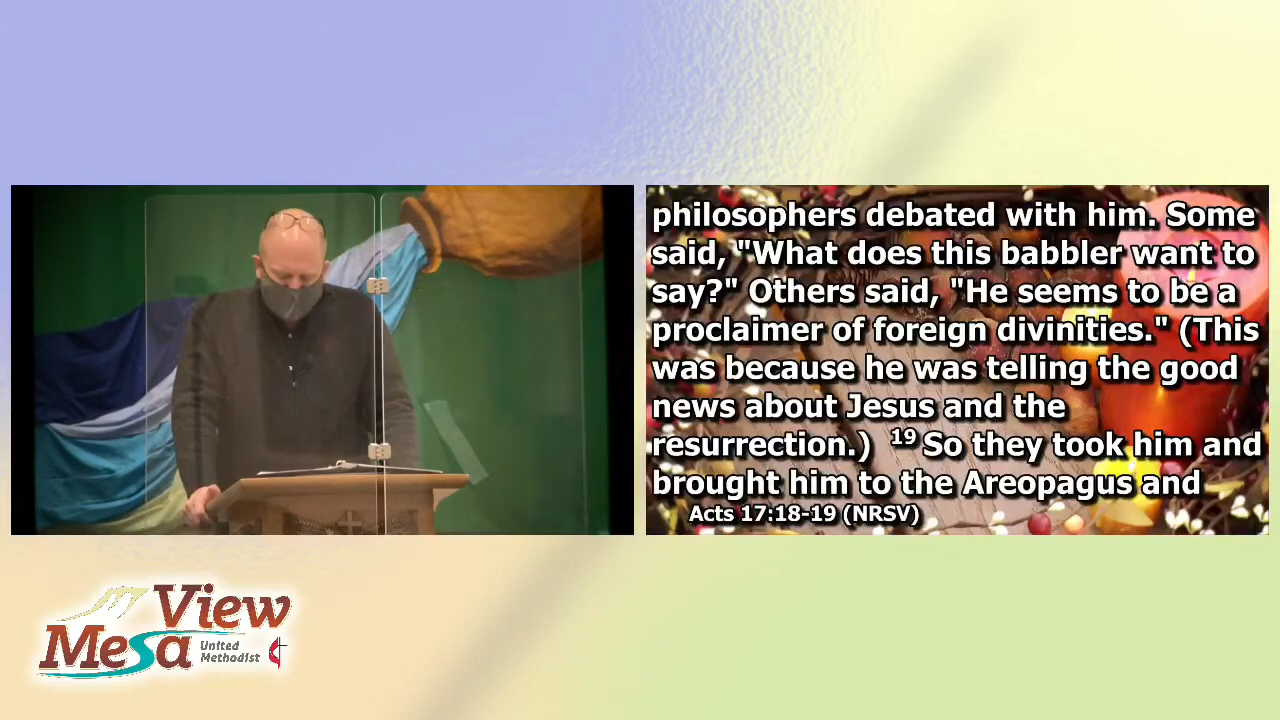 philosophers debated with him. Some
said, "What does this babbler want to
say?" Others said, "He seems to be a
proclaimer of foreign divinities." (This
was because he was telling the good
news about Jesus and the
resurrection.) 19 So they took him and
brought him to the Areopagus and
Acts 17:18-19 (NRSV)
View
Mesa
United
Methodist